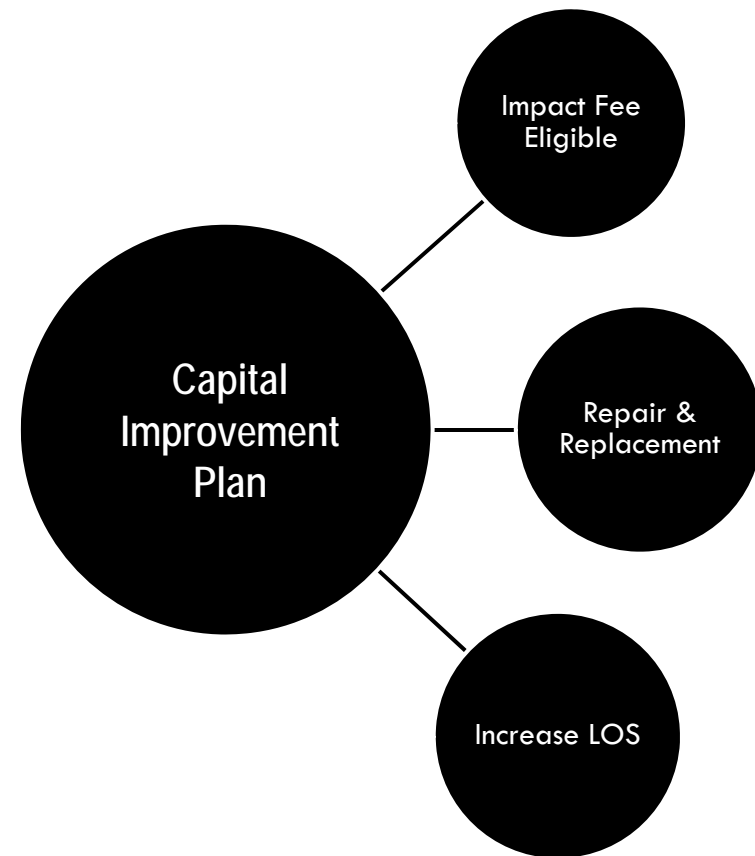 Impact Fee
Eligible
Capital
Improvement
Plan
Repair &
Replacement
Increase LOS